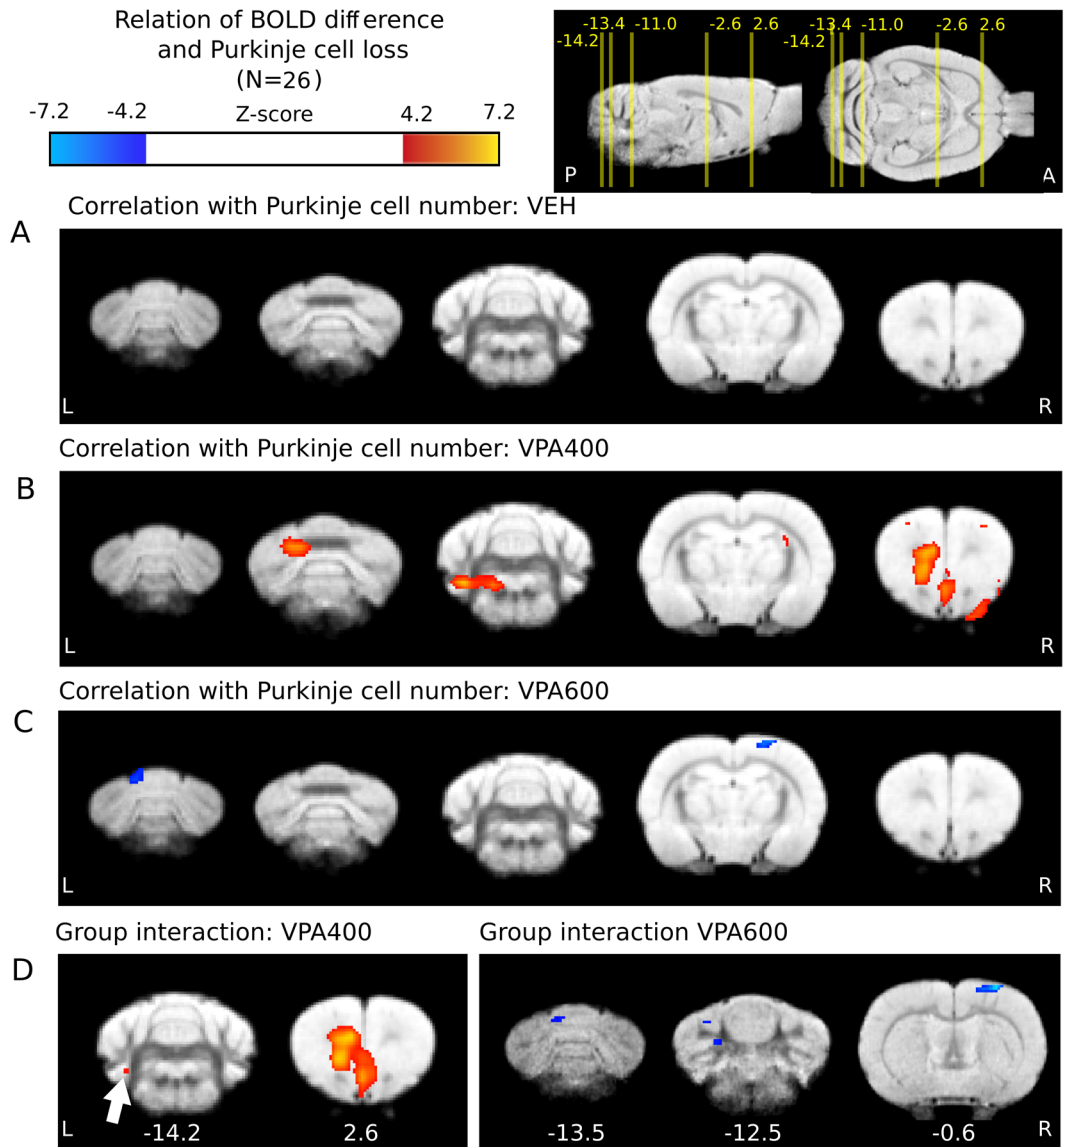 Relation of BOLD difference
and Purkinje cell loss
(N=26)
-7.2 -4.2 Z-score 4.2 7.2
-13.4 -11.0 -2.6 2.6 -13.4 -11.0 -2.6 2.6
-14.2 -14.2
P A
Correlation with Purkinje cell number: VEH
A
L R
Correlation with Purkinje cell number: VPA400
B
L R
Correlation with Purkinje cell number: VPA600
C
L R
Group interaction: VPA400 Group interaction VPA600
D
L -14.2 2.6 -13.5 -12.5 -0.6 R